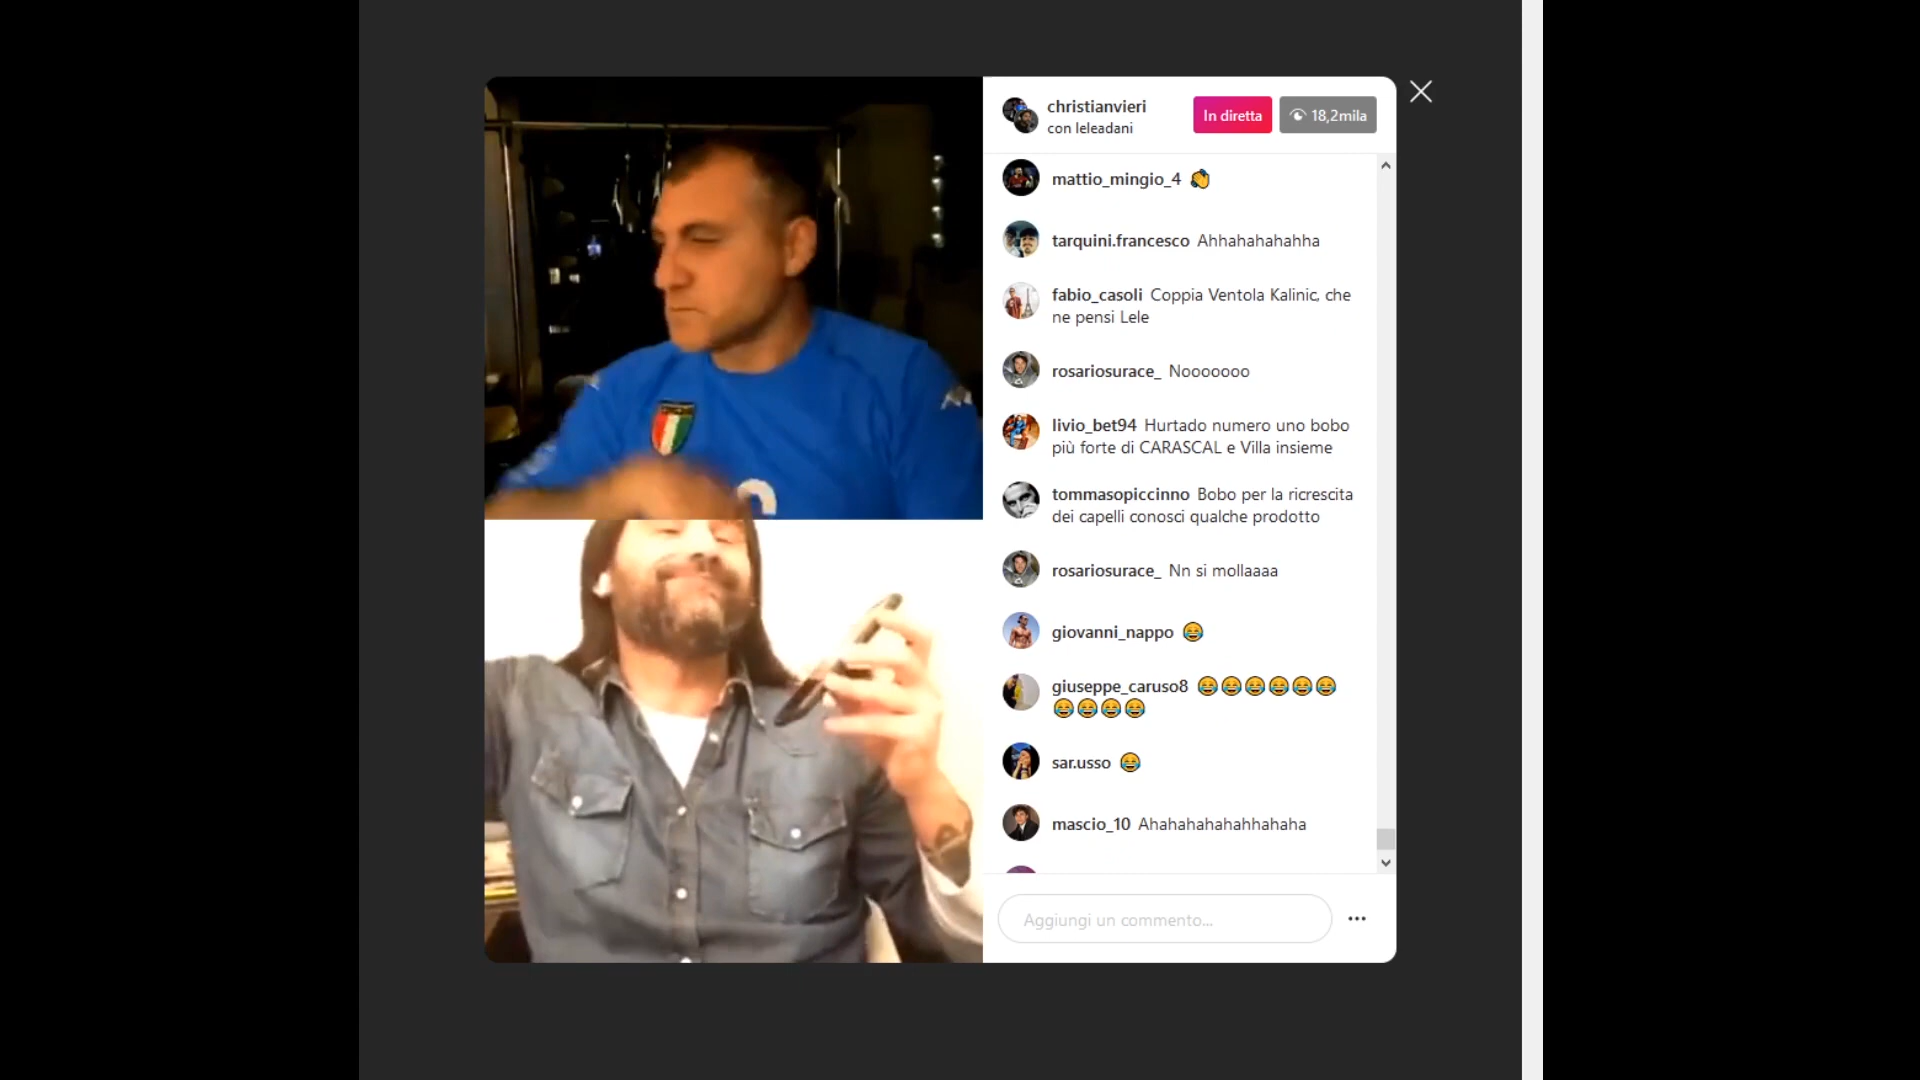 christianvieri
con leleadani
In diretta
18,2mila
mattio_mingio_4 👏
tarquini.francesco Ahhahahahahha
fabio_casoli Coppia Ventola Kalinic, che
ne pensi Lele
rosariosurace_ Nooooooo
livio_bet94 Hurtado numero uno bobo
più forte di CARASCAL e Villa insieme
tommasopiccinno Bobo per la ricrescita
dei capelli conosci qualche prodotto
rosariosurace_ Nn si mollaaaa
giovanni_nappo 😂
giuseppe_caruso8 😂😂😂😂😂😂
😂😂😂😂
sar.usso 😂
mascio_10 Ahahahahahahhahaha
Aggiungi un commento...